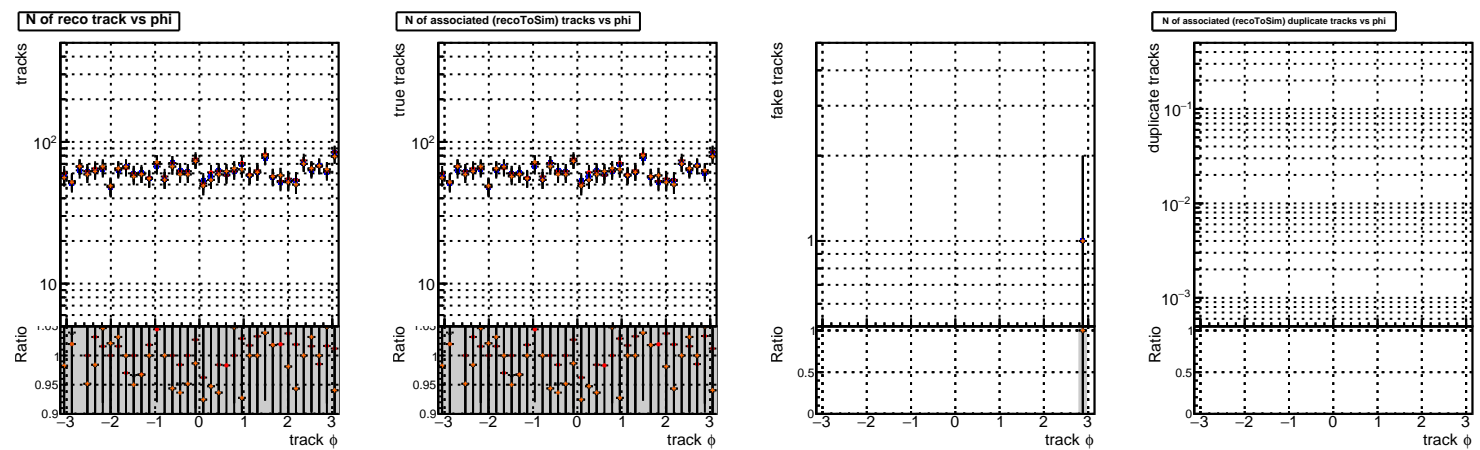 N of reco track vs phi
tracks
10²
10
Ratio
1.05
1
0.95
0.9
−3 −2 −1 0 1 2 3
track ϕ
N of associated (recoToSim) tracks vs phi
true tracks
10²
10
Ratio
1.05
1
0.95
0.9
−3 −2 −1 0 1 2 3
track ϕ
fake tracks
1
Ratio
1
0.5
0
−3 −2 −1 0 1 2 3
track ϕ
N of associated (recoToSim) duplicate tracks vs phi
duplicate tracks
10⁻¹
10⁻²
10⁻³
Ratio
1
0.5
0
−3 −2 −1 0 1 2 3
track ϕ